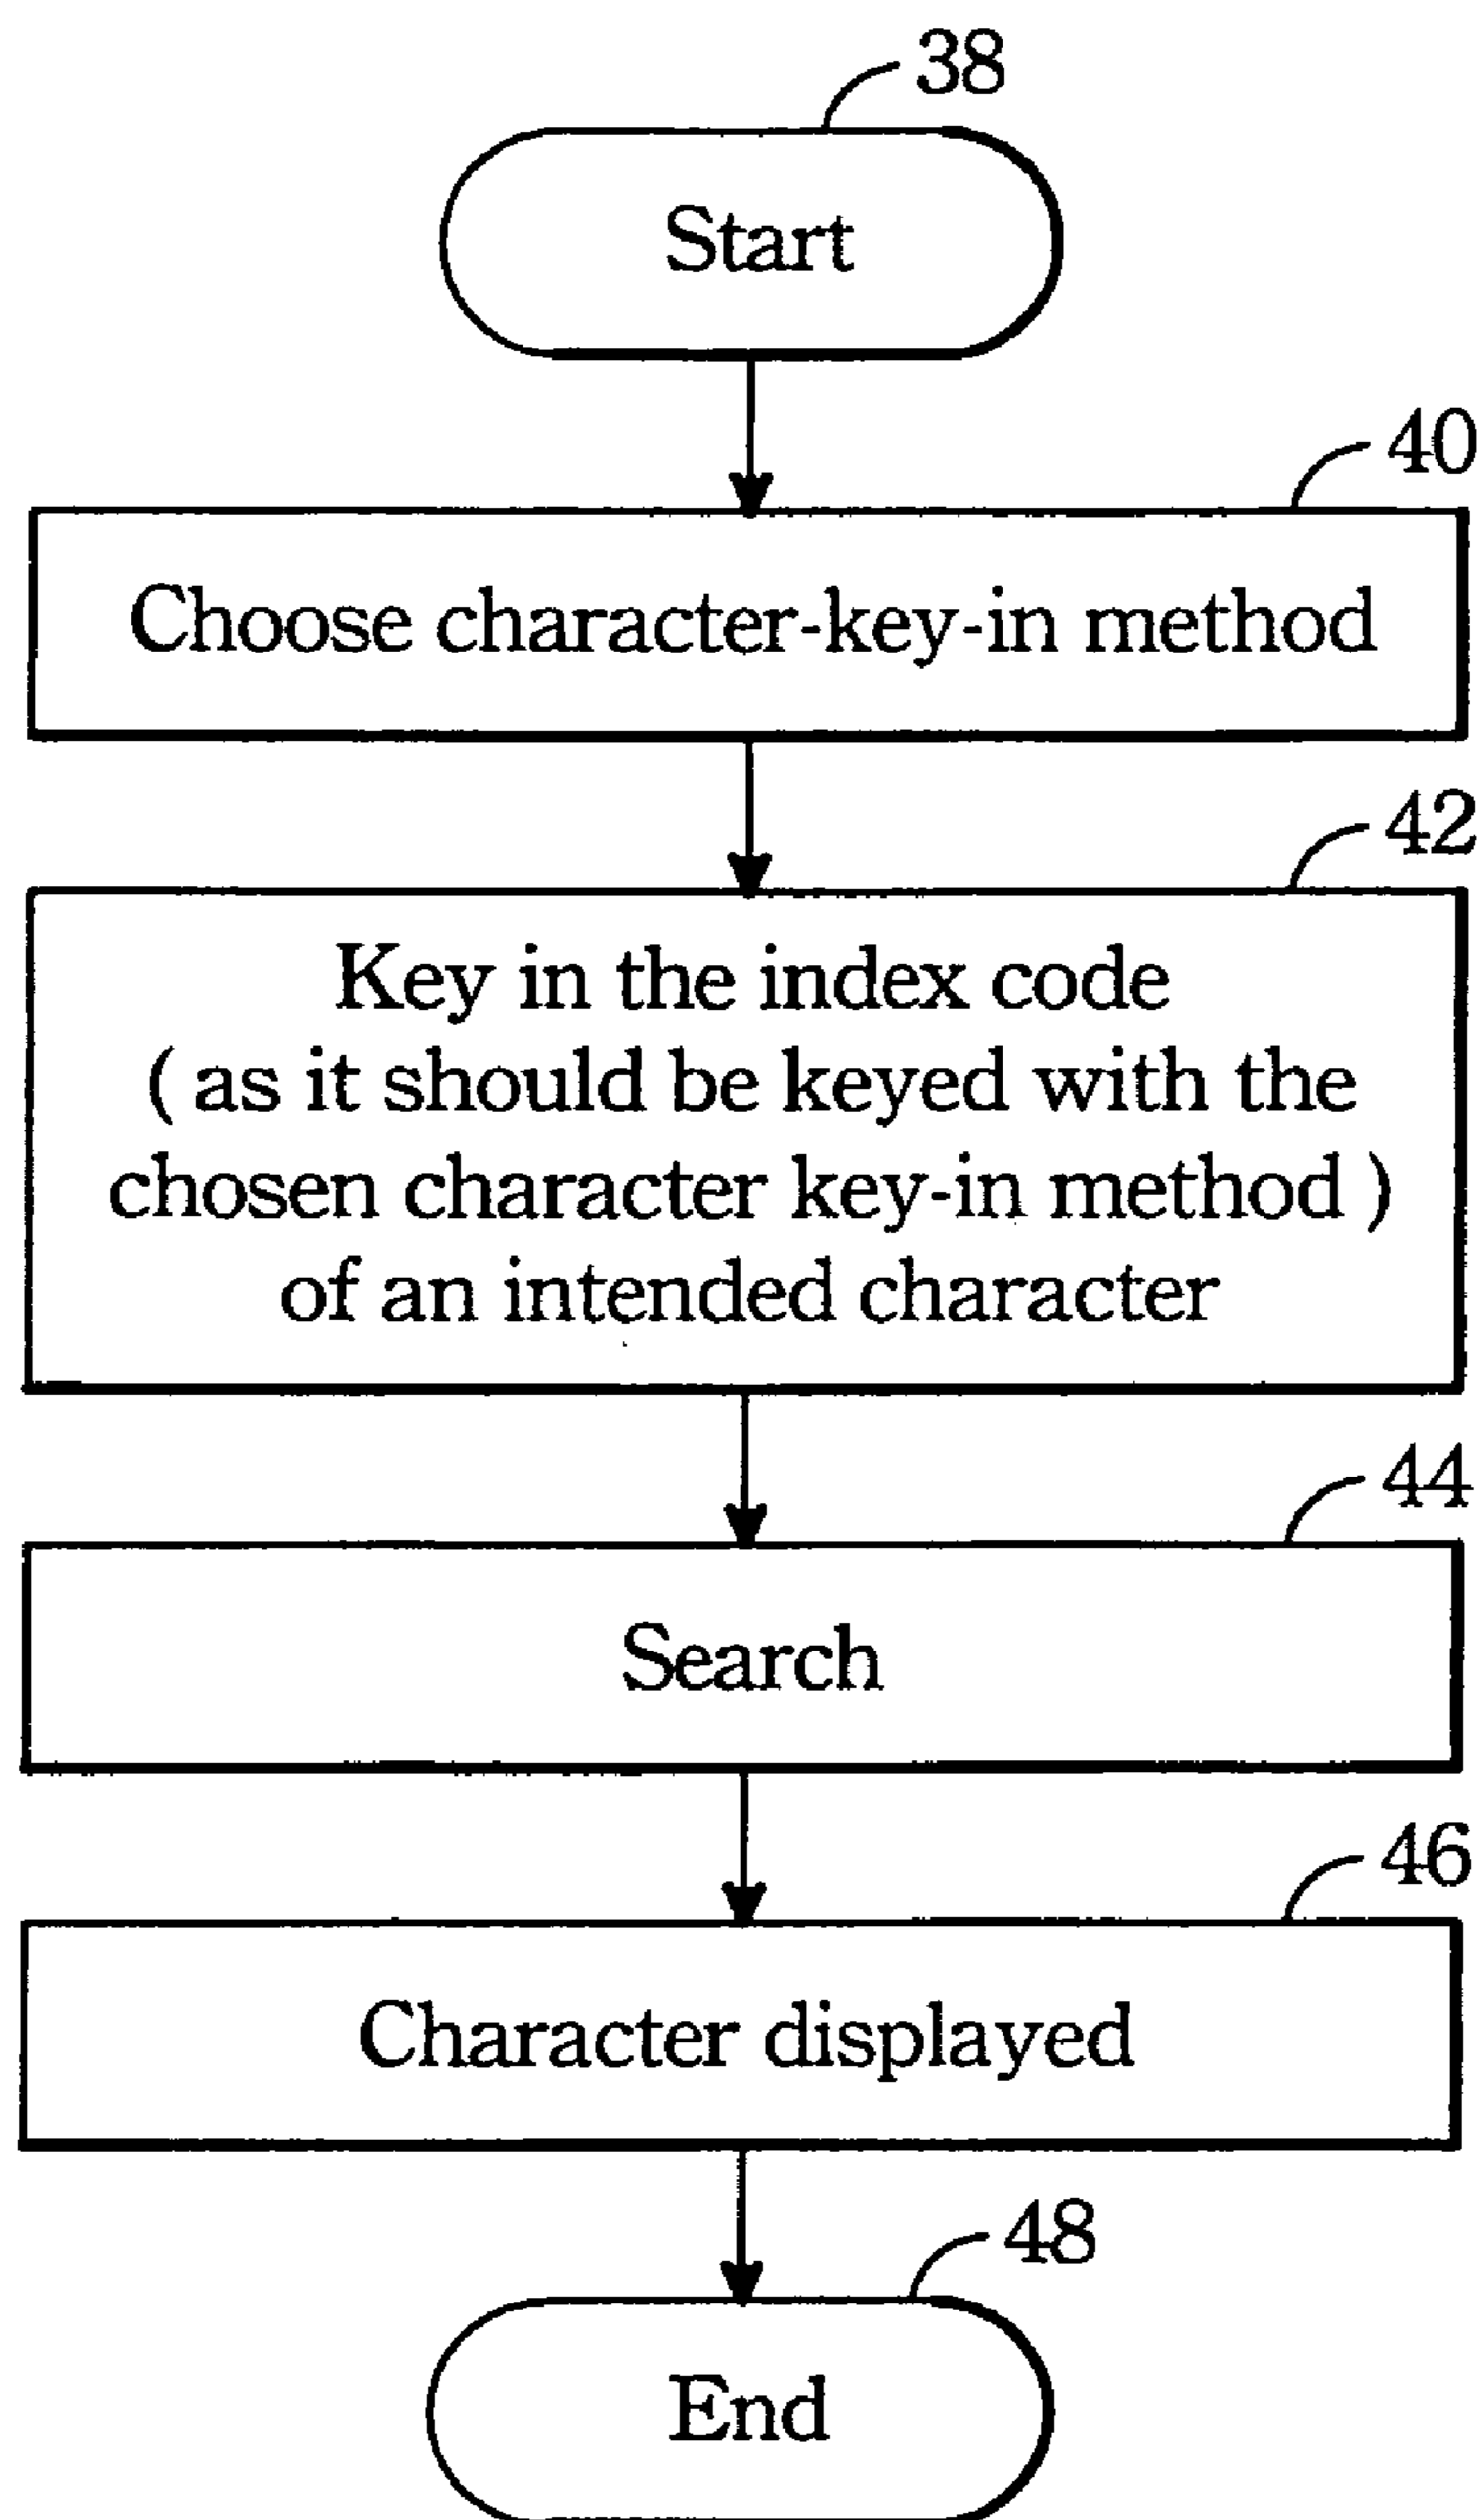 38
Start
40
Choose character-key-in method
42
Key in the index code
( as it should be keyed with the
chosen character key-in method )
of an intended character
44
Search
46
Character displayed
48
End